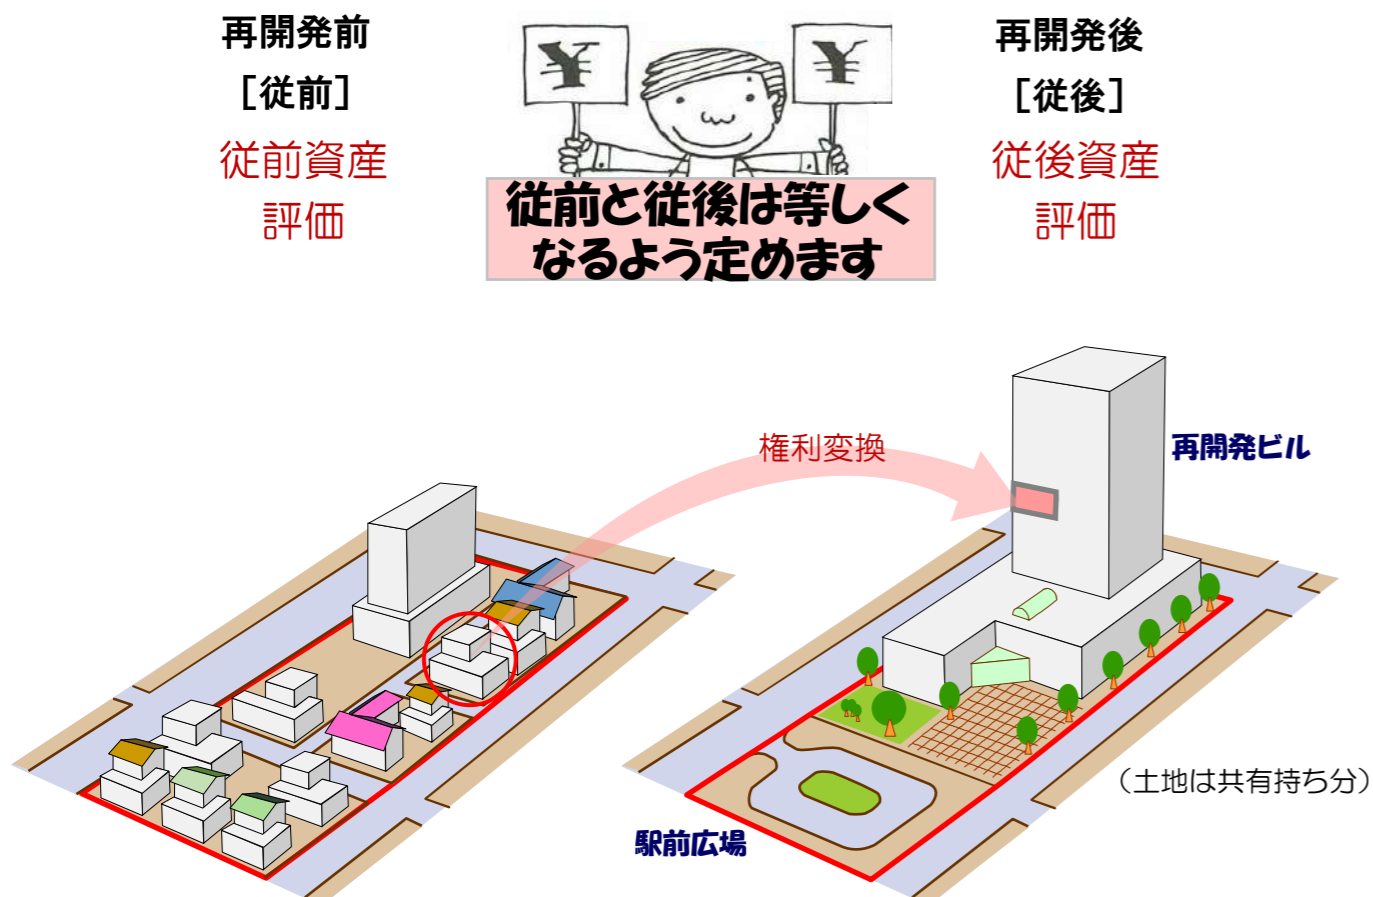 再開発前
［従前］
従前資産
評価
¥
¥
従前と従後は等しく
なるよう定めます
再開発後
［従後］
従後資産
評価
権利変換
再開発ビル
（土地は共有持ち分）
駅前広場